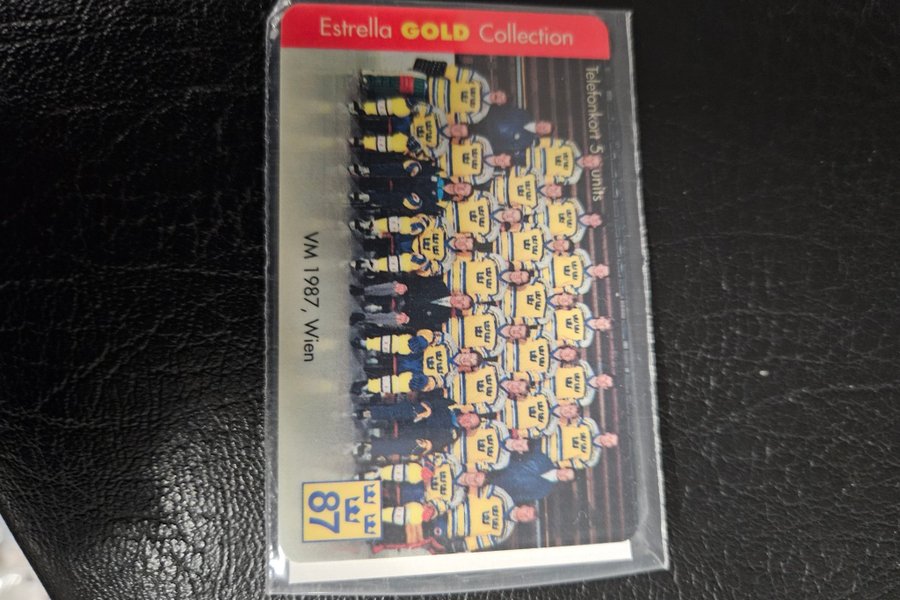 Estrella GOLD Collection
Telefonkort 5 units
VM 1987, Wien
87